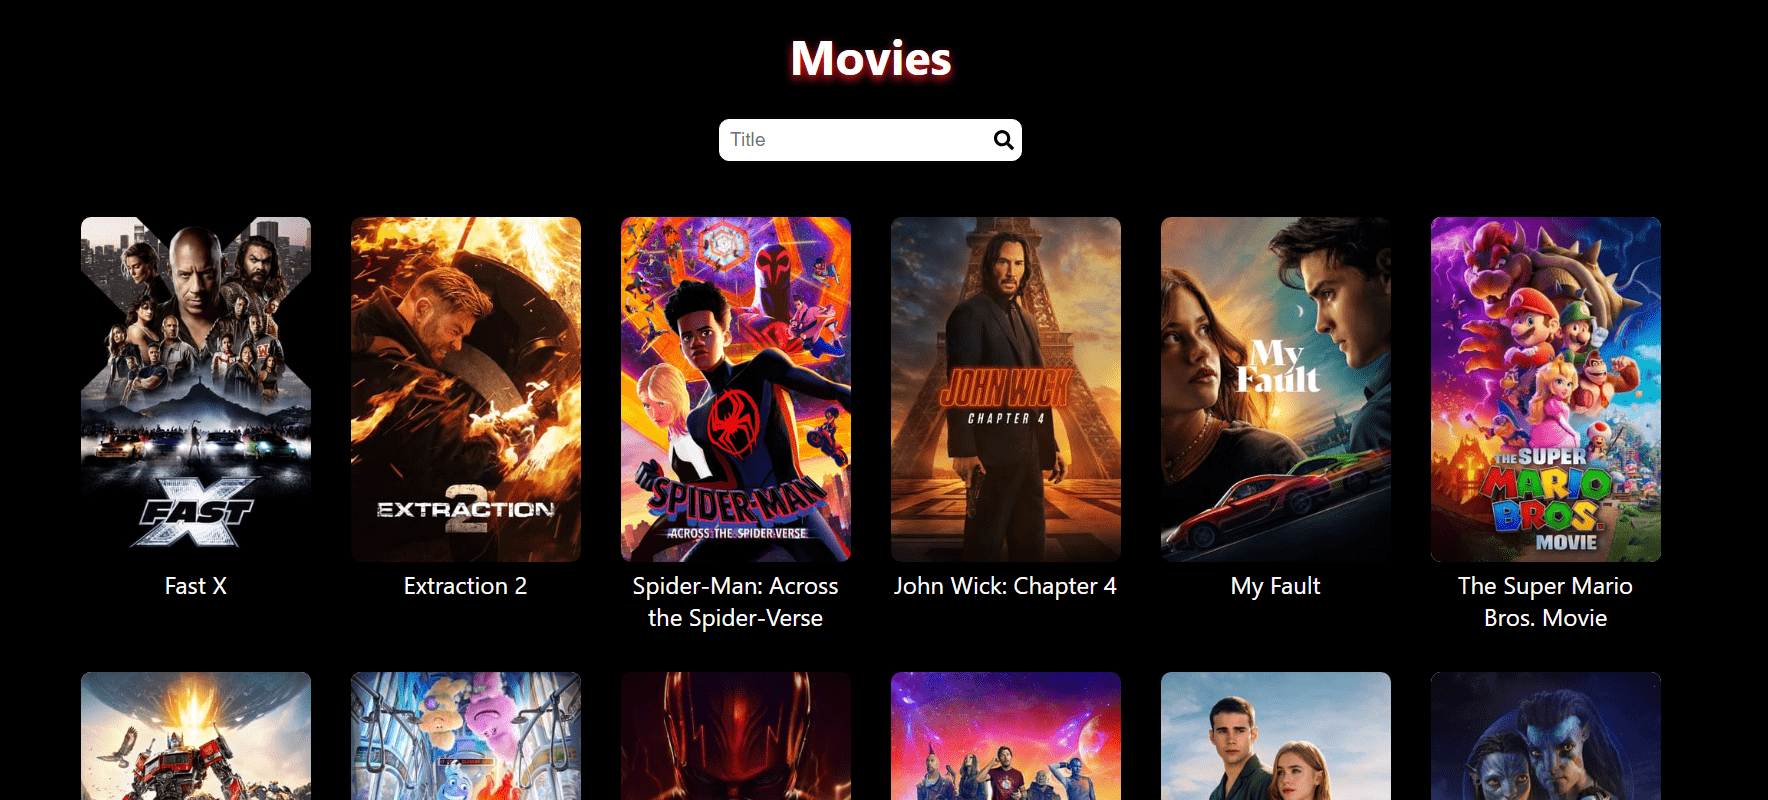 Movies
Title
FAST X
EXTRACTION
2
SPIDER-MAN
ACROSS THE SPIDER-VERSE
JOHN WICK
CHAPTER 4
My
Fault
THE SUPER
MARIO
BROS.
MOVIE
Fast X
Extraction 2
Spider-Man: Across
the Spider-Verse
John Wick: Chapter 4
My Fault
The Super Mario
Bros. Movie